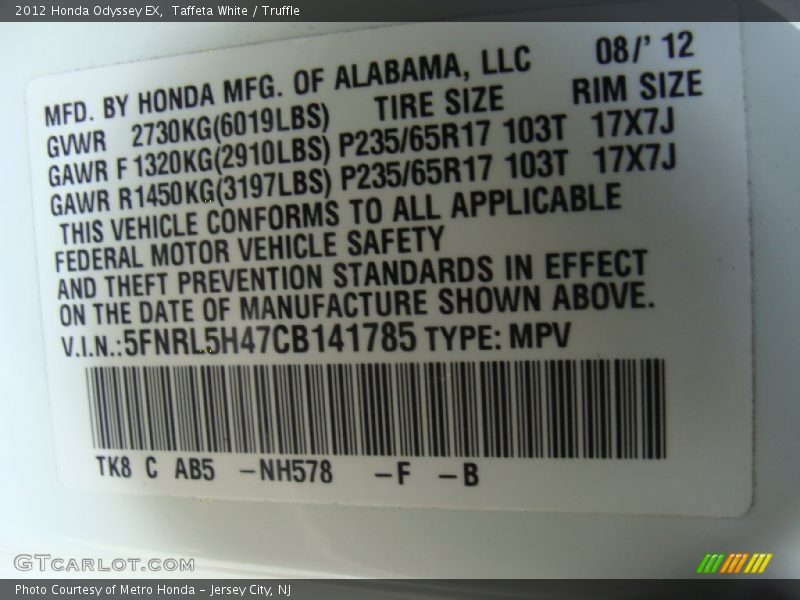 2012 Honda Odyssey EX, Taffeta White / Truffle
MFD. BY HONDA MFG. OF ALABAMA, LLC 08/' 12
GVWR 2730KG(6019LBS) TIRE SIZE RIM SIZE
GAWR F 1320KG(2910LBS) P235/65R17 103T 17X7J
GAWR R1450KG(3197LBS) P235/65R17 103T 17X7J
THIS VEHICLE CONFORMS TO ALL APPLICABLE
FEDERAL MOTOR VEHICLE SAFETY
AND THEFT PREVENTION STANDARDS IN EFFECT
ON THE DATE OF MANUFACTURE SHOWN ABOVE.
V.I.N.:5FNRL5H47CB141785 TYPE: MPV
TK8 C AB5 -NH578 -F -B
GTCARLOT.COM
Photo Courtesy of Metro Honda - Jersey City, NJ